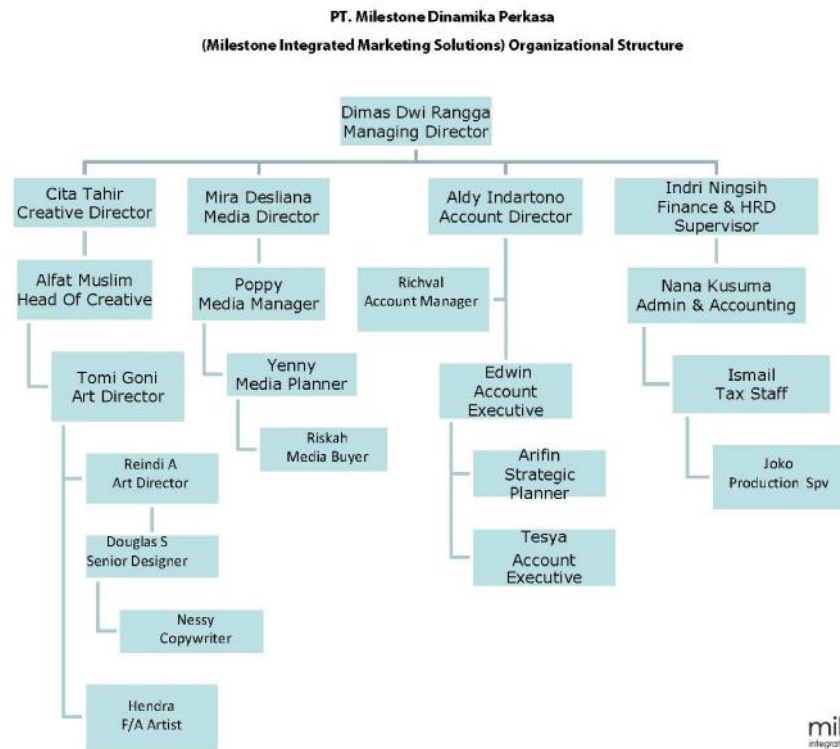 PT. Milestone Dinamika Perkasa
(Milestone Integrated Marketing Solutions) Organizational Structure
Dimas Dwi Rangga
Managing Director
Cita Tahir
Creative Director
Mira Desliana
Media Director
Aldy Indartono
Account Director
Indri Ningsih
Finance & HRD
Supervisor
Alfat Muslim
Head Of Creative
Poppy
Media Manager
Richval
Account Manager
Nana Kusuma
Admin & Accounting
Tomi Goni
Art Director
Yenny
Media Planner
Edwin
Account
Executive
Ismail
Tax Staff
Riskah
Media Buyer
Reindi A
Art Director
Arifin
Strategic
Planner
Joko
Production Spv
Douglas S
Senior Designer
Tesya
Account
Executive
Nessy
Copywriter
Hendra
F/A Artist